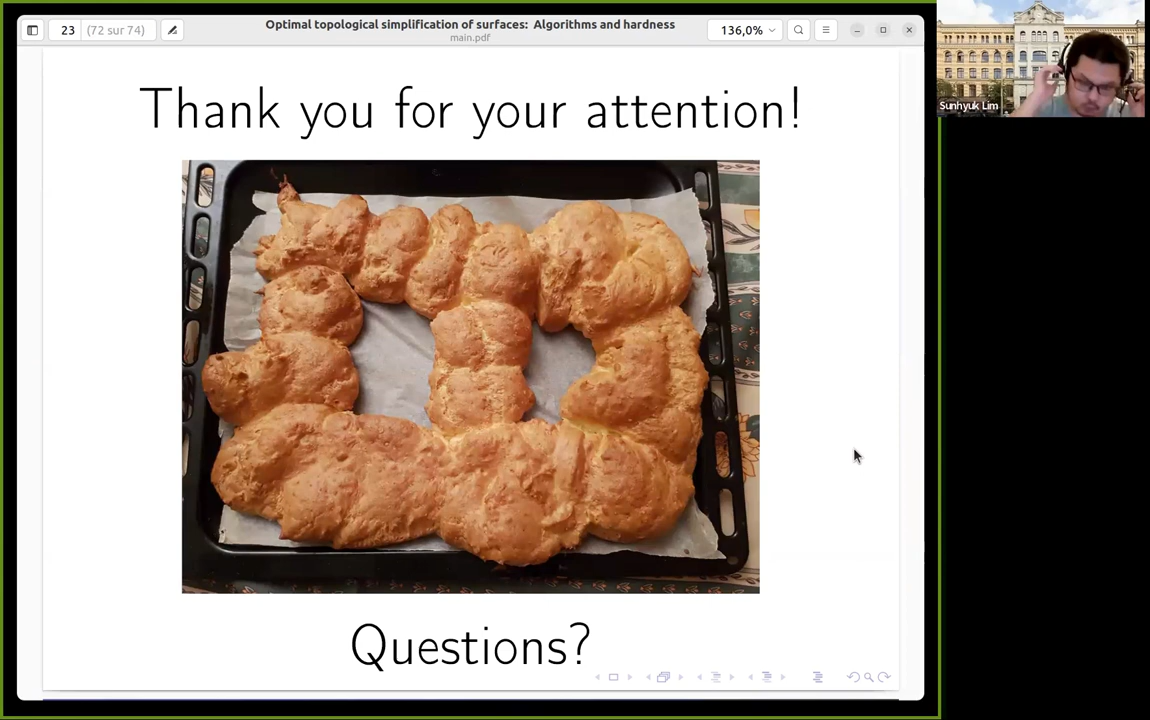 23 (72 sur 74)
Optimal topological simplification of surfaces: Algorithms and hardness
main.pdf
136,0%
Thank you for your attention!
Questions?
Sunhyuk Lim